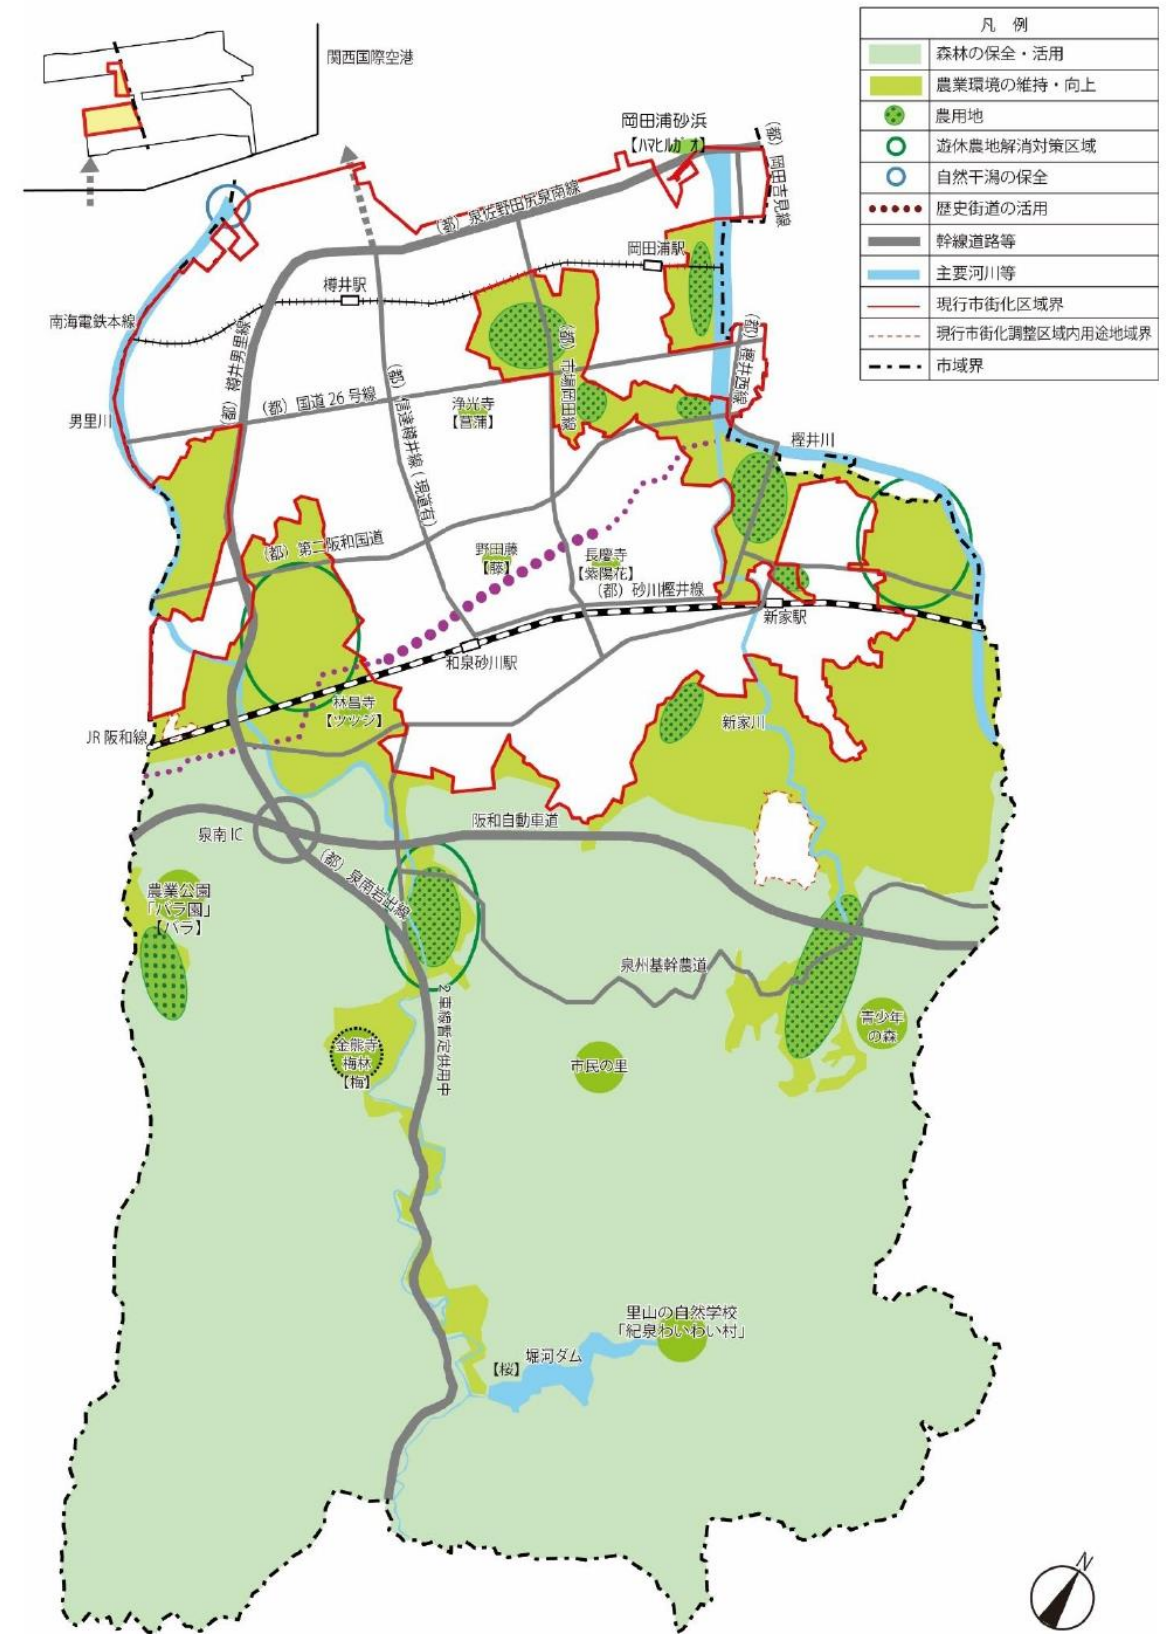 関西国際空港
凡 例
森林の保全・活用
農業環境の維持・向上
農用地
遊休農地解消対策区域
自然干潟の保全
歴史街道の活用
幹線道路等
主要河川等
現行市街化区域界
現行市街化調整区域内用途地域界
市域界
岡田浦砂浜
【ハマヒルガオ】
(都) 岡田吉見線
(都) 泉佐野田尻泉南線
岡田浦駅
樽井駅
南海電鉄本線
(都) 樽井男里線
(都) 市場岡田線
(都) 樫井西線
(都) 国道26号線
(都) 信達樽井線(現道有)
浄光寺
【菖蒲】
男里川
樫井川
(都) 第二阪和国道
野田藤
【藤】
長慶寺
【紫陽花】
(都) 砂川樫井線
新家駅
和泉砂川駅
林昌寺
【ツツジ】
新家川
JR阪和線
阪和自動車道
泉南IC
(都) 泉南岩出線
農業公園
「バラ園」
【バラ】
泉州基幹農道
2車線暫定供用中
青少年
の森
金熊寺
梅林
【梅】
市民の里
里山の自然学校
「紀泉わいわい村」
堀河ダム
【桜】
N